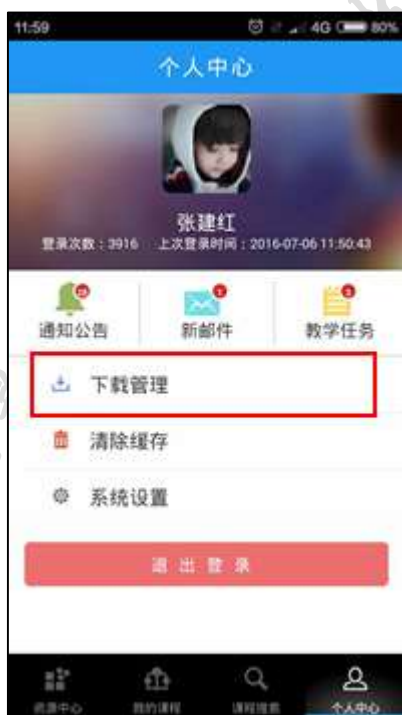 11:59 4G 80%
个人中心
张建红
登录次数：3916 上次登录时间：2016-07-06 11:50:43
通知公告 新邮件 教学任务
下载管理
清除缓存
系统设置
退出登录
资源中心 我的课程 课程搜索 个人中心